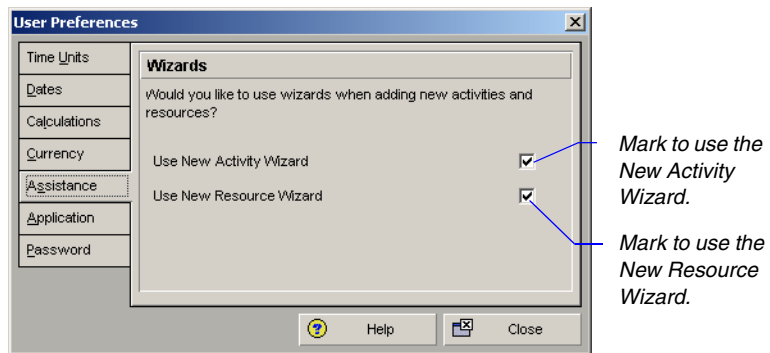 User Preferences
Time Units
Dates
Calculations
Currency
Assistance
Application
Password
Wizards
Would you like to use wizards when adding new activities and
resources?
Use New Activity Wizard
Use New Resource Wizard
Help
Close
Mark to use the
New Activity
Wizard.
Mark to use the
New Resource
Wizard.